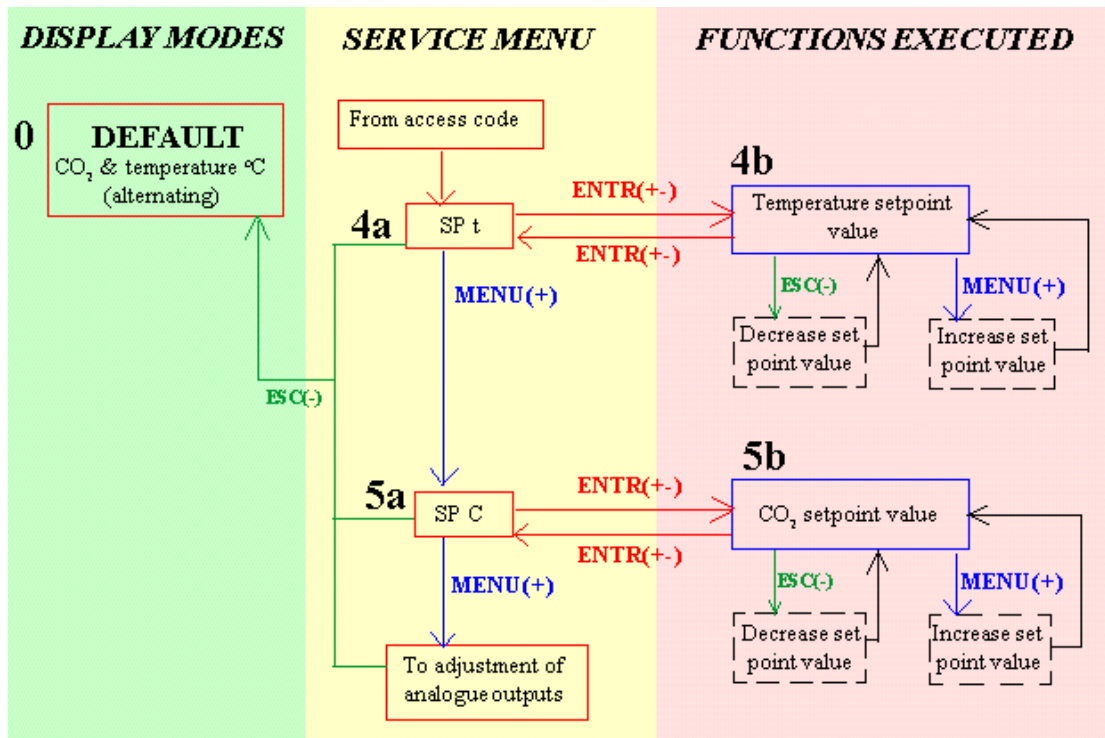 DISPLAY MODES
SERVICE MENU
FUNCTIONS EXECUTED
0
DEFAULT
CO₂ & temperature °C
(alternating)
From access code
4a
SP t
ENTR(+-)
ENTR(+-)
4b
Temperature setpoint
value
ESC(-)
MENU(+)
Decrease set
point value
Increase set
point value
MENU(+)
ESC(-)
5a
SP C
ENTR(+-)
ENTR(+-)
5b
CO₂ setpoint value
ESC(-)
MENU(+)
Decrease set
point value
Increase set
point value
MENU(+)
To adjustment of
analogue outputs